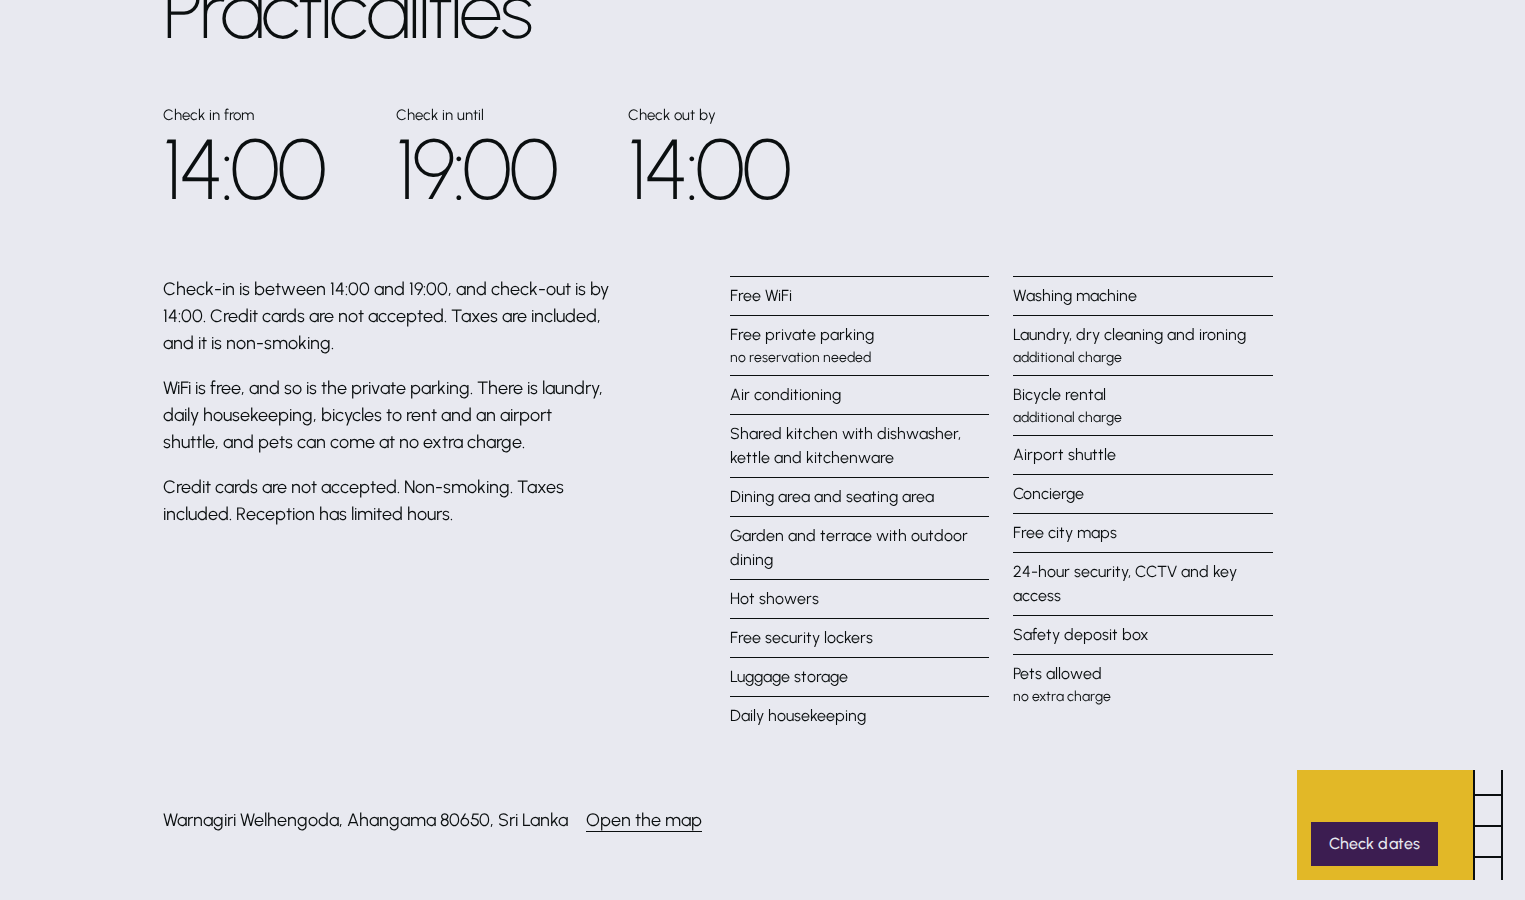 Practicalities
Check in from
14:00
Check in until
19:00
Check out by
14:00
Check-in is between 14:00 and 19:00, and check-out is by
14:00. Credit cards are not accepted. Taxes are included,
and it is non-smoking.
WiFi is free, and so is the private parking. There is laundry,
daily housekeeping, bicycles to rent and an airport
shuttle, and pets can come at no extra charge.
Credit cards are not accepted. Non-smoking. Taxes
included. Reception has limited hours.
Free WiFi
Free private parking
no reservation needed
Air conditioning
Shared kitchen with dishwasher,
kettle and kitchenware
Dining area and seating area
Garden and terrace with outdoor
dining
Hot showers
Free security lockers
Luggage storage
Daily housekeeping
Washing machine
Laundry, dry cleaning and ironing
additional charge
Bicycle rental
additional charge
Airport shuttle
Concierge
Free city maps
24-hour security, CCTV and key
access
Safety deposit box
Pets allowed
no extra charge
Warnagiri Welhengoda, Ahangama 80650, Sri Lanka
Open the map
Check dates